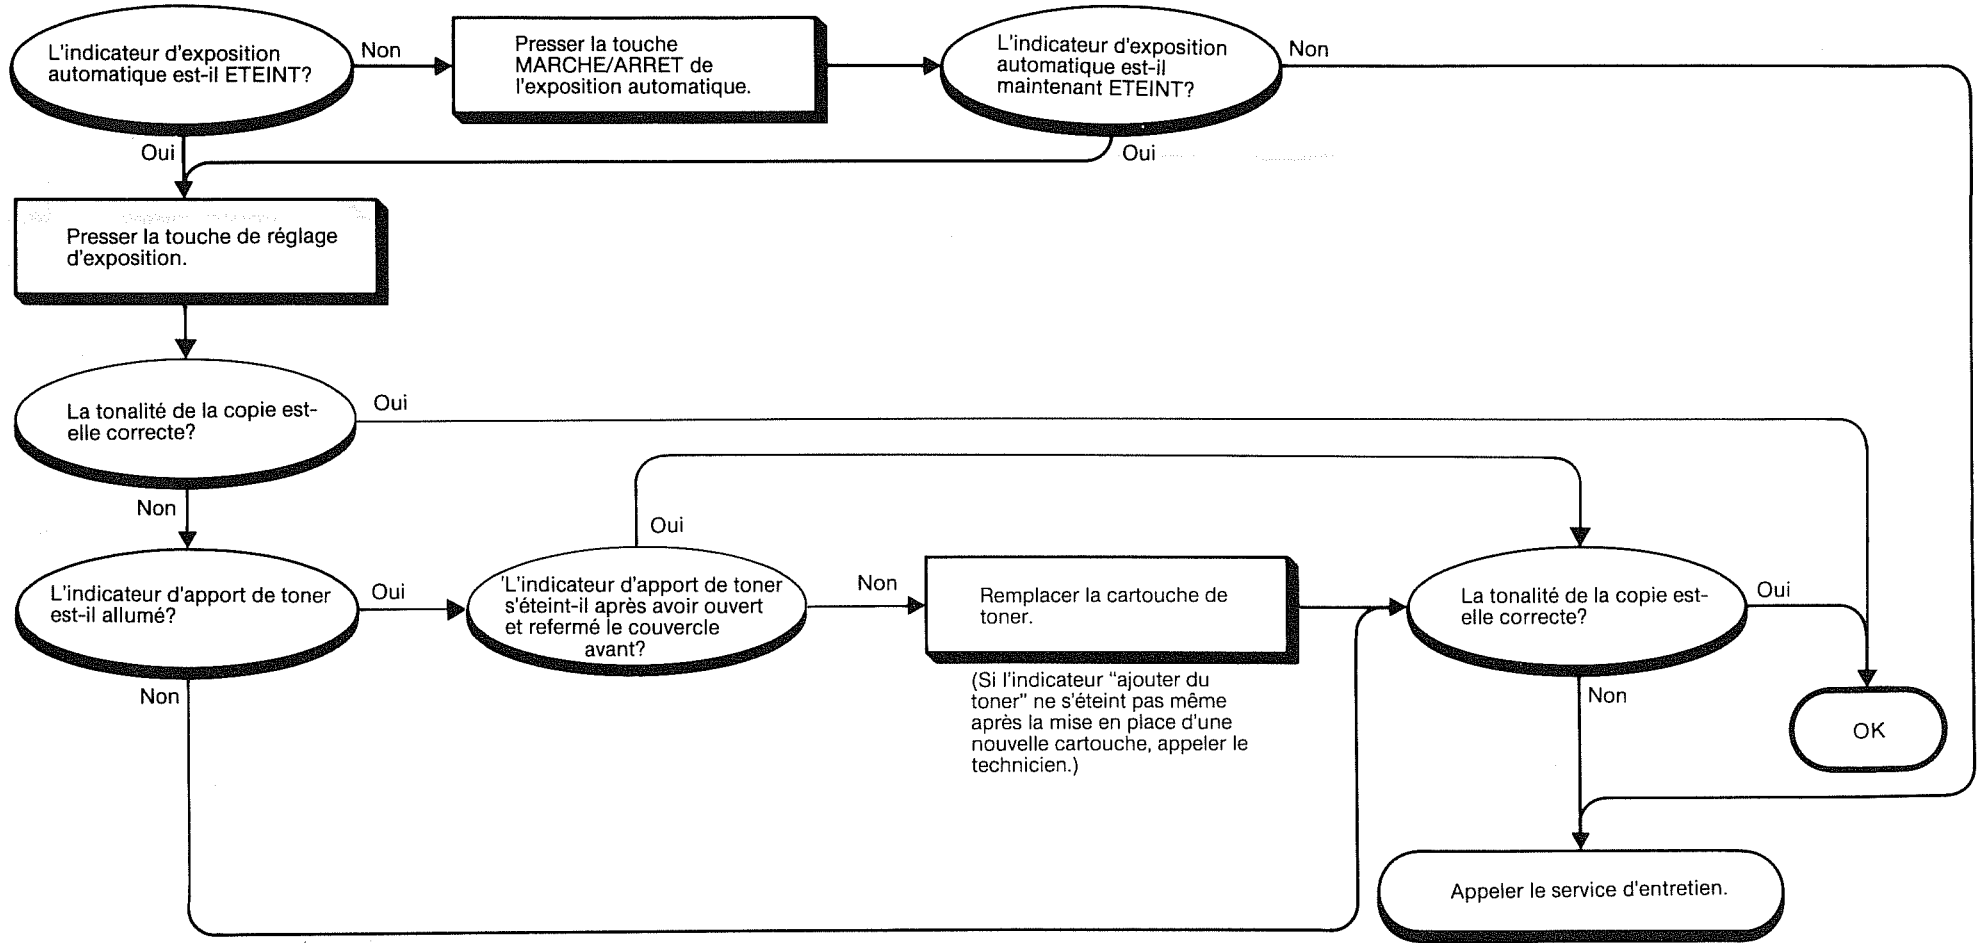 L'indicateur d'exposition
automatique est-il ETEINT?
Non
Presser la touche
MARCHE/ARRET de
l'exposition automatique.
L'indicateur d'exposition
automatique est-il
maintenant ETEINT?
Non
Oui
Oui
Presser la touche de réglage
d'exposition.
La tonalité de la copie est-
elle correcte?
Oui
Non
L'indicateur d'apport de toner
est-il allumé?
Oui
Non
L'indicateur d'apport de toner
s'éteint-il après avoir ouvert
et refermé le couvercle
avant?
Oui
Non
Remplacer la cartouche de
toner.
(Si l'indicateur "ajouter du
toner" ne s'éteint pas même
après la mise en place d'une
nouvelle cartouche, appeler le
technicien.)
La tonalité de la copie est-
elle correcte?
Oui
Non
OK
Appeler le service d'entretien.